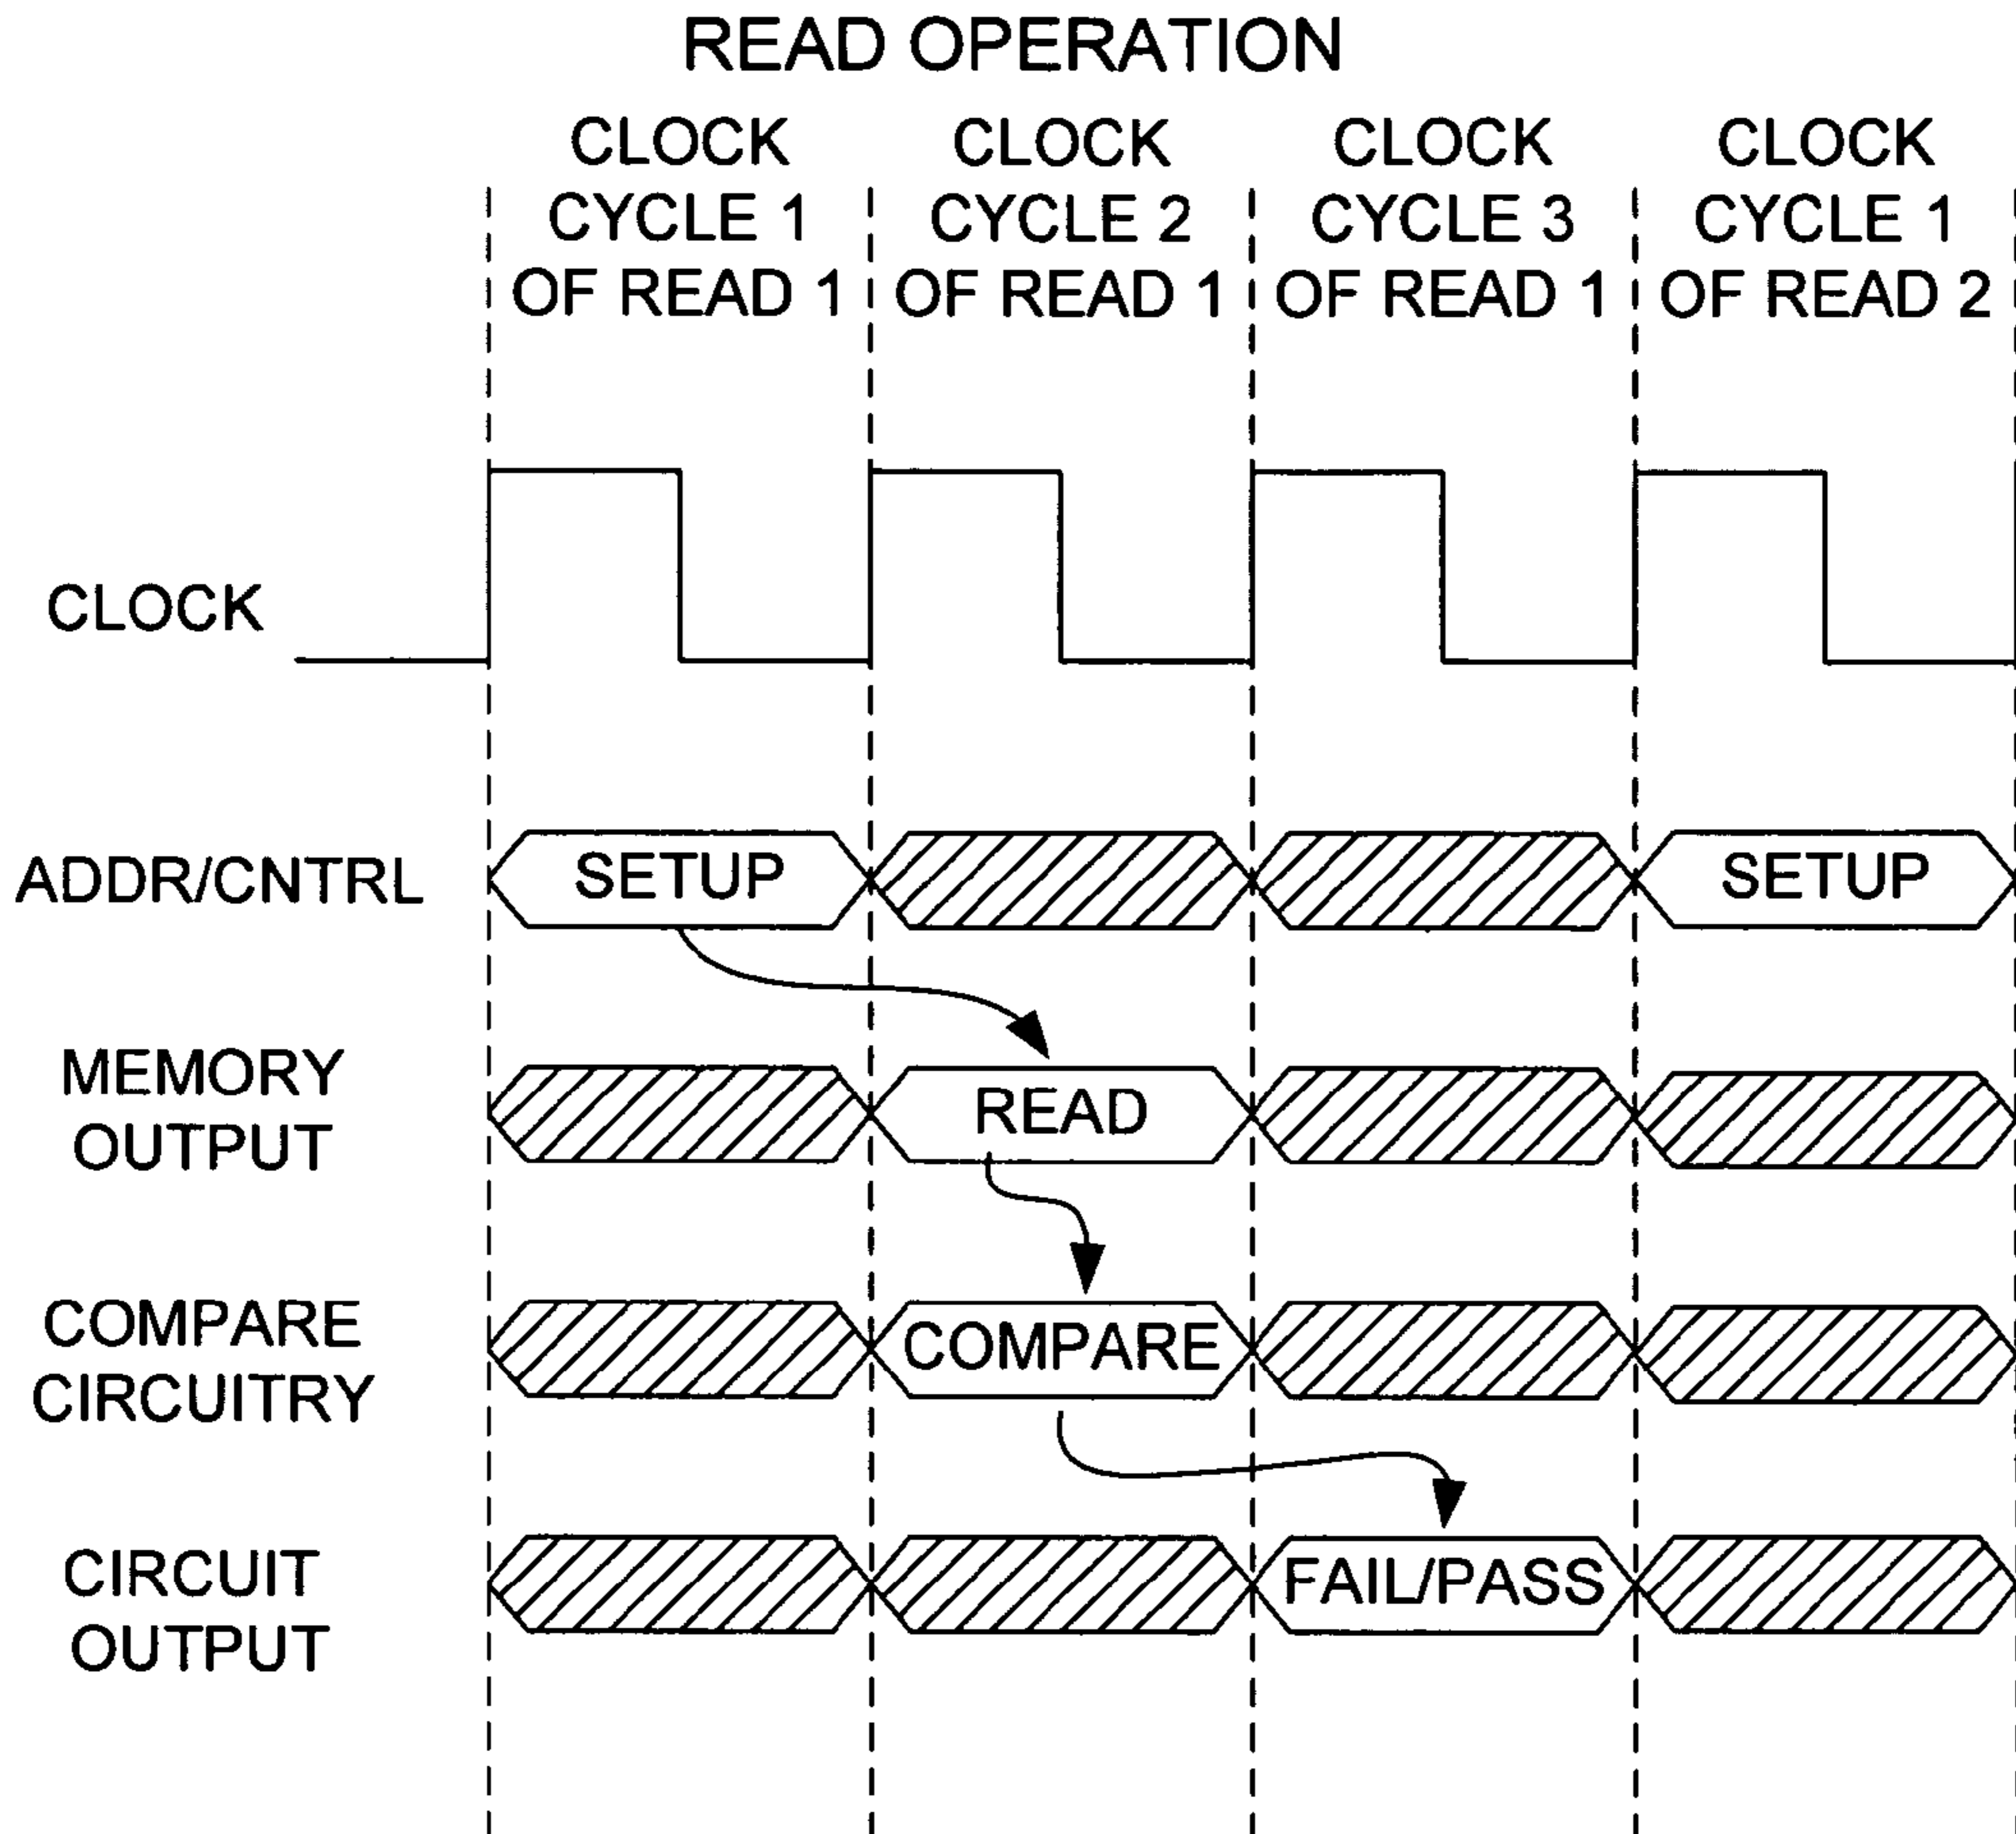 READ OPERATION
CLOCK
CYCLE 1
OF READ 1
CLOCK
CYCLE 2
OF READ 1
CLOCK
CYCLE 3
OF READ 1
CLOCK
CYCLE 1
OF READ 2
CLOCK
ADDR/CNTRL
SETUP
SETUP
MEMORY
OUTPUT
READ
COMPARE
CIRCUITRY
COMPARE
CIRCUIT
OUTPUT
FAIL/PASS